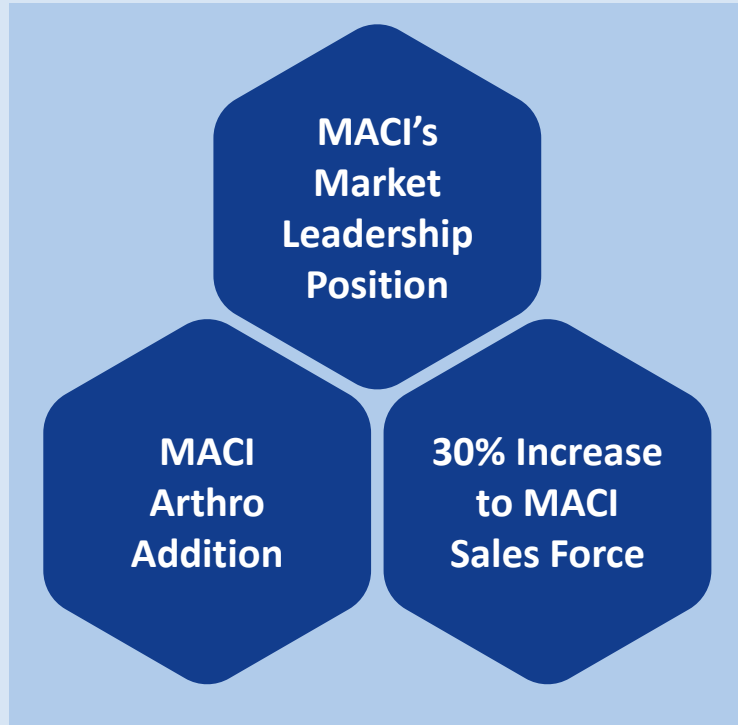 MACI’s
Market
Leadership
Position
MACI
Arthro
Addition
30% Increase
to MACI
Sales Force